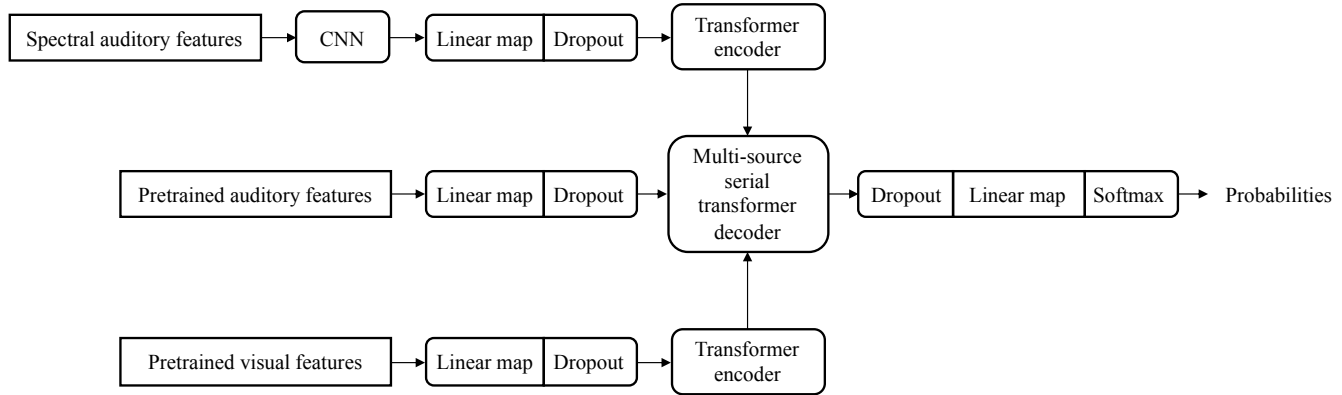 Spectral auditory features
CNN
Linear map
Dropout
Transformer
encoder
Pretrained auditory features
Linear map
Dropout
Multi-source
serial
transformer
decoder
Dropout
Linear map
Softmax
Probabilities
Pretrained visual features
Linear map
Dropout
Transformer
encoder